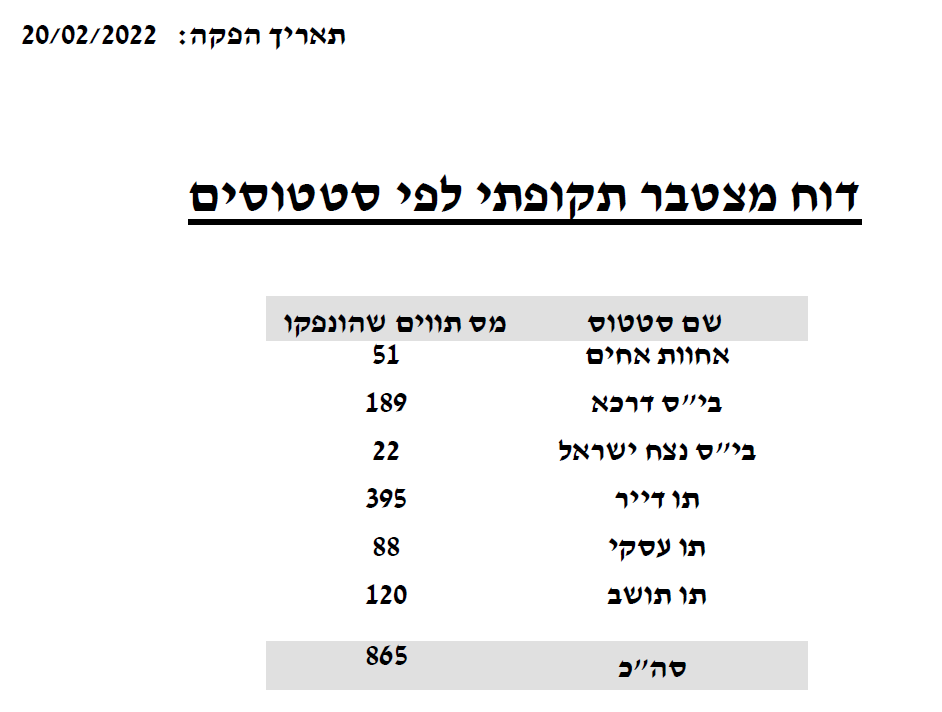 תאריך הפקה: 20/02/2022
דוח מצטבר תקופתי לפי סטטוסים
שם סטטוס מס תווים שהונפקו
אחוות אחים 51
בי"ס דרכא 189
בי"ס נצח ישראל 22
תו דייר 395
תו עסקי 88
תו תושב 120
סה"כ 865